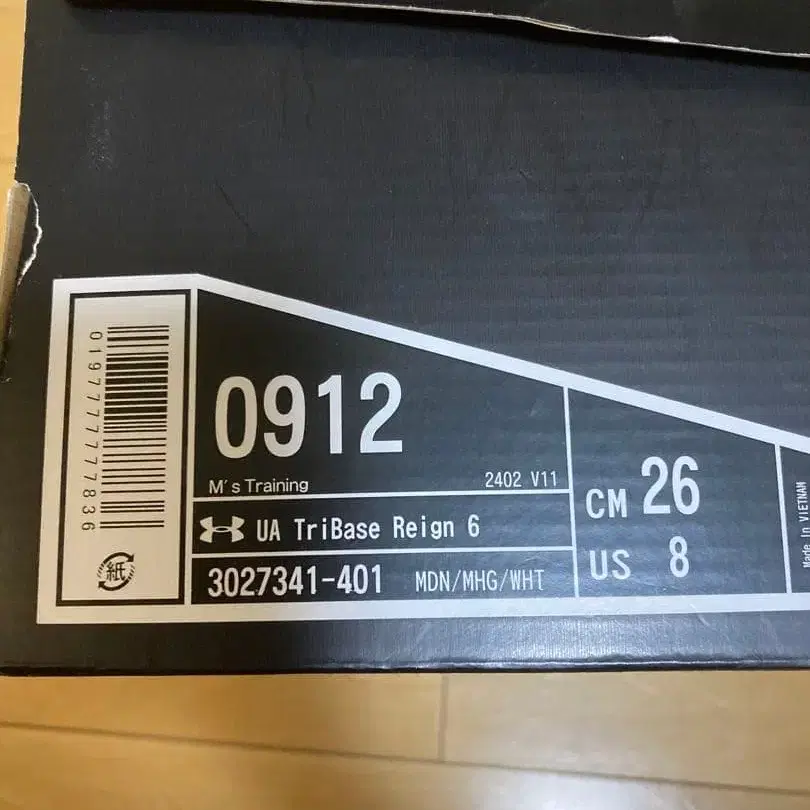 0912
M's Training
2402 V11
UA TriBase Reign 6
3027341-401 MDN/MHG/WHT
CM 26
US 8
Made In VIETNAM
紙